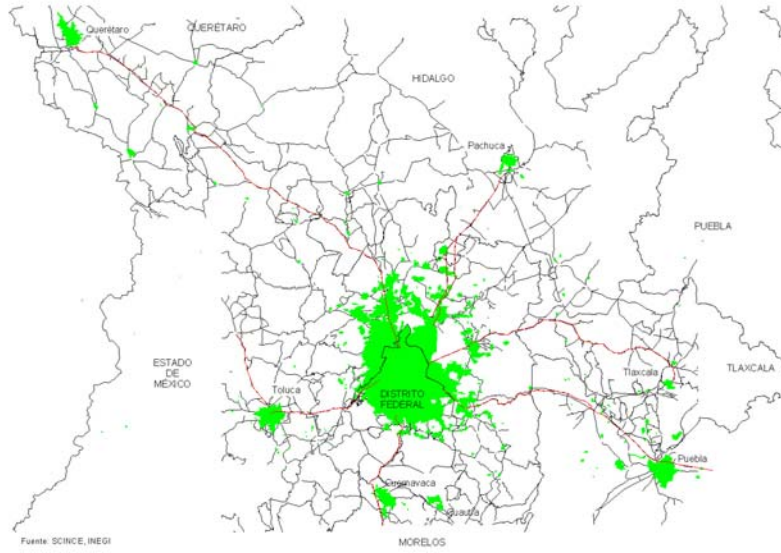 Querétaro
QUERÉTARO
HIDALGO
Pachuca
PUEBLA
ESTADO
DE
MÉXICO
Toluca
DISTRITO
FEDERAL
Tlaxcala
TLAXCALA
Puebla
Cuernavaca
Cuautla
Fuente: SCINCE, INEGI
MORELOS